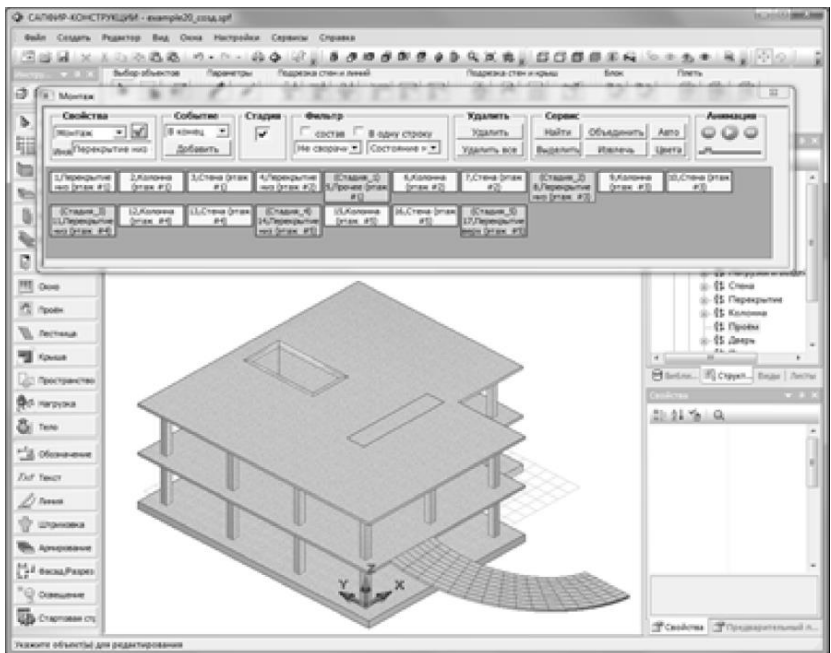 САПФИР-КОНСТРУКЦИИ - example20_созд.spf
Файл Создать Редактор Вид Окна Настройки Сервисы Справка
Выбор объектов Параметры Подрезка стен и линий Подрезка стен и крыш Блок Плеть
Монтаж
Свойства Событие Стадия Фильтр Удалить Сервис Анимация
Монтаж В конец состав В одну строку Удалить Найти Объединить Авто
Имя Перекрытие низ Добавить Не сворачи Состояние н Удалить все Выделить Извлечь Цвета
1,Перекрытие низ (этаж #1) 2,Колонна (этаж #1) 3,Стена (этаж #1) 4,Перекрытие низ (этаж #2) (Стадия_1) 5,Прочее (этаж #1) 6,Колонна (этаж #2) 7,Стена (этаж #2) (Стадия_2) 8,Перекрытие низ (этаж #3) 9,Колонна (этаж #3) 10,Стена (этаж #3)
(Стадия_3) 11,Перекрытие низ (этаж #4) 12,Колонна (этаж #4) 13,Стена (этаж #4) (Стадия_4) 14,Перекрытие низ (этаж #5) 15,Колонна (этаж #5) 16,Стена (этаж #5) (Стадия_5) 17,Перекрытие верх (этаж #5)
Окно
Проём
Лестница
Крыша
Пространство
Нагрузка
Тело
Обозначение
Текст
Линия
Штриховка
Армирование
Фасад/Разрез
Освещение
Стартовая стр
Стена
Перекрытие
Колонна
Проём
Дверь
Библи... Структ... Виды Листы
Свойства
Z
Y
X
Свойства Предварительный п...
Укажите объект(ы) для редактирования